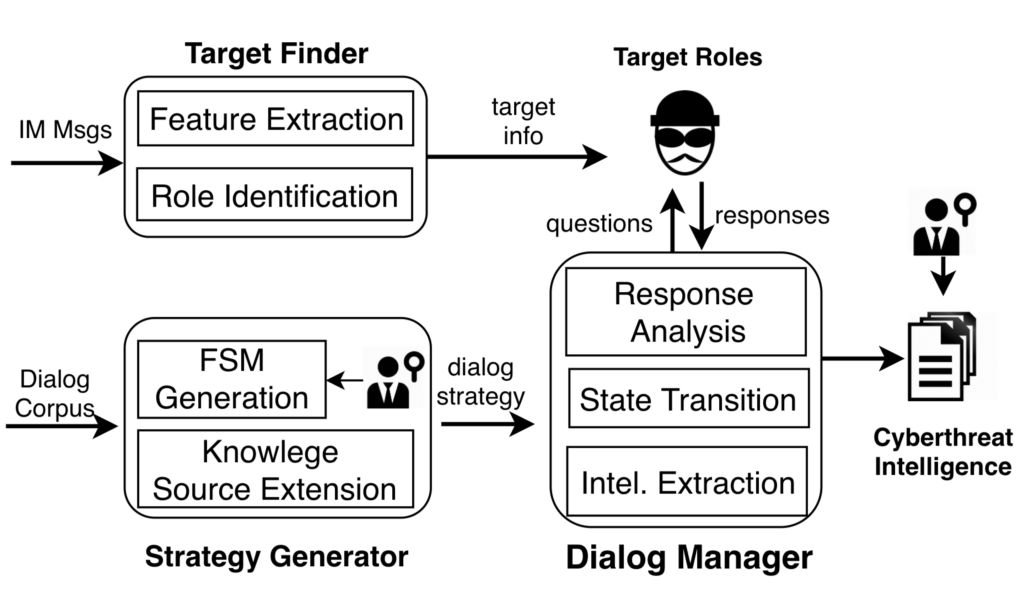 Target Finder
IM Msgs
Feature Extraction
Role Identification
target
info
Target Roles
questions
responses
Dialog
Corpus
FSM
Generation
Knowlege
Source Extension
Strategy Generator
dialog
strategy
Response
Analysis
State Transition
Intel. Extraction
Dialog Manager
Cyberthreat
Intelligence